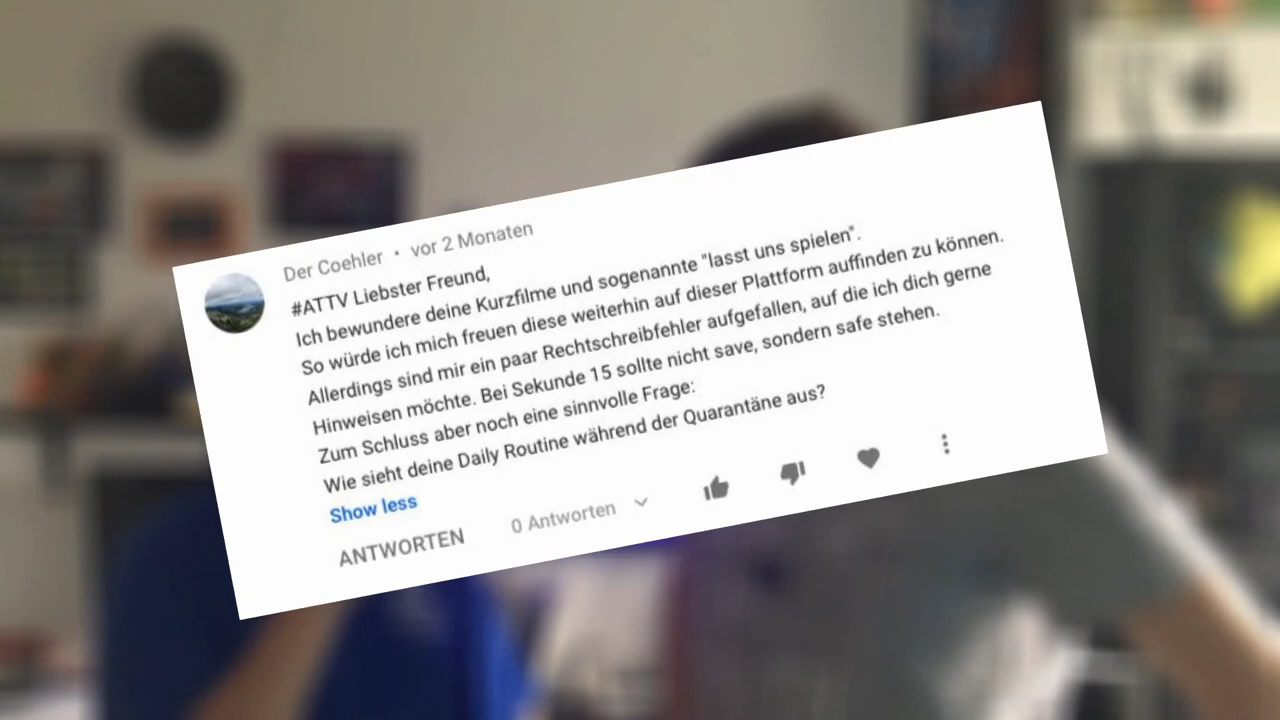 Der Coehler • vor 2 Monaten
#ATTV Liebster Freund,
Ich bewundere deine Kurzfilme und sogenannte "lasst uns spielen".
So würde ich mich freuen diese weiterhin auf dieser Plattform auffinden zu können.
Allerdings sind mir ein paar Rechtschreibfehler aufgefallen, auf die ich dich gerne
Hinweisen möchte. Bei Sekunde 15 sollte nicht save, sondern safe stehen.
Zum Schluss aber noch eine sinnvolle Frage:
Wie sieht deine Daily Routine während der Quarantäne aus?
Show less
ANTWORTEN 0 Antworten